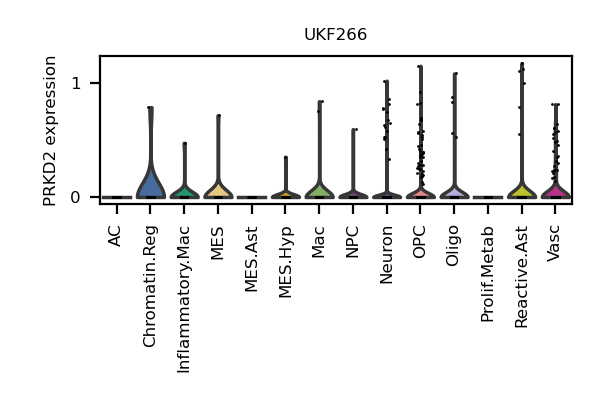 UKF266
PRKD2 expression
1
0
AC
Chromatin.Reg
Inflammatory.Mac
MES
MES.Ast
MES.Hyp
Mac
NPC
Neuron
OPC
Oligo
Prolif.Metab
Reactive.Ast
Vasc